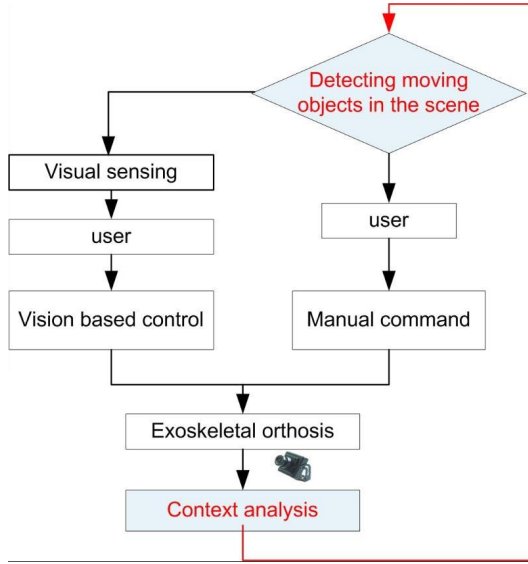 Detecting moving
objects in the scene
Visual sensing
user
user
Vision based control
Manual command
Exoskeletal orthosis
Context analysis